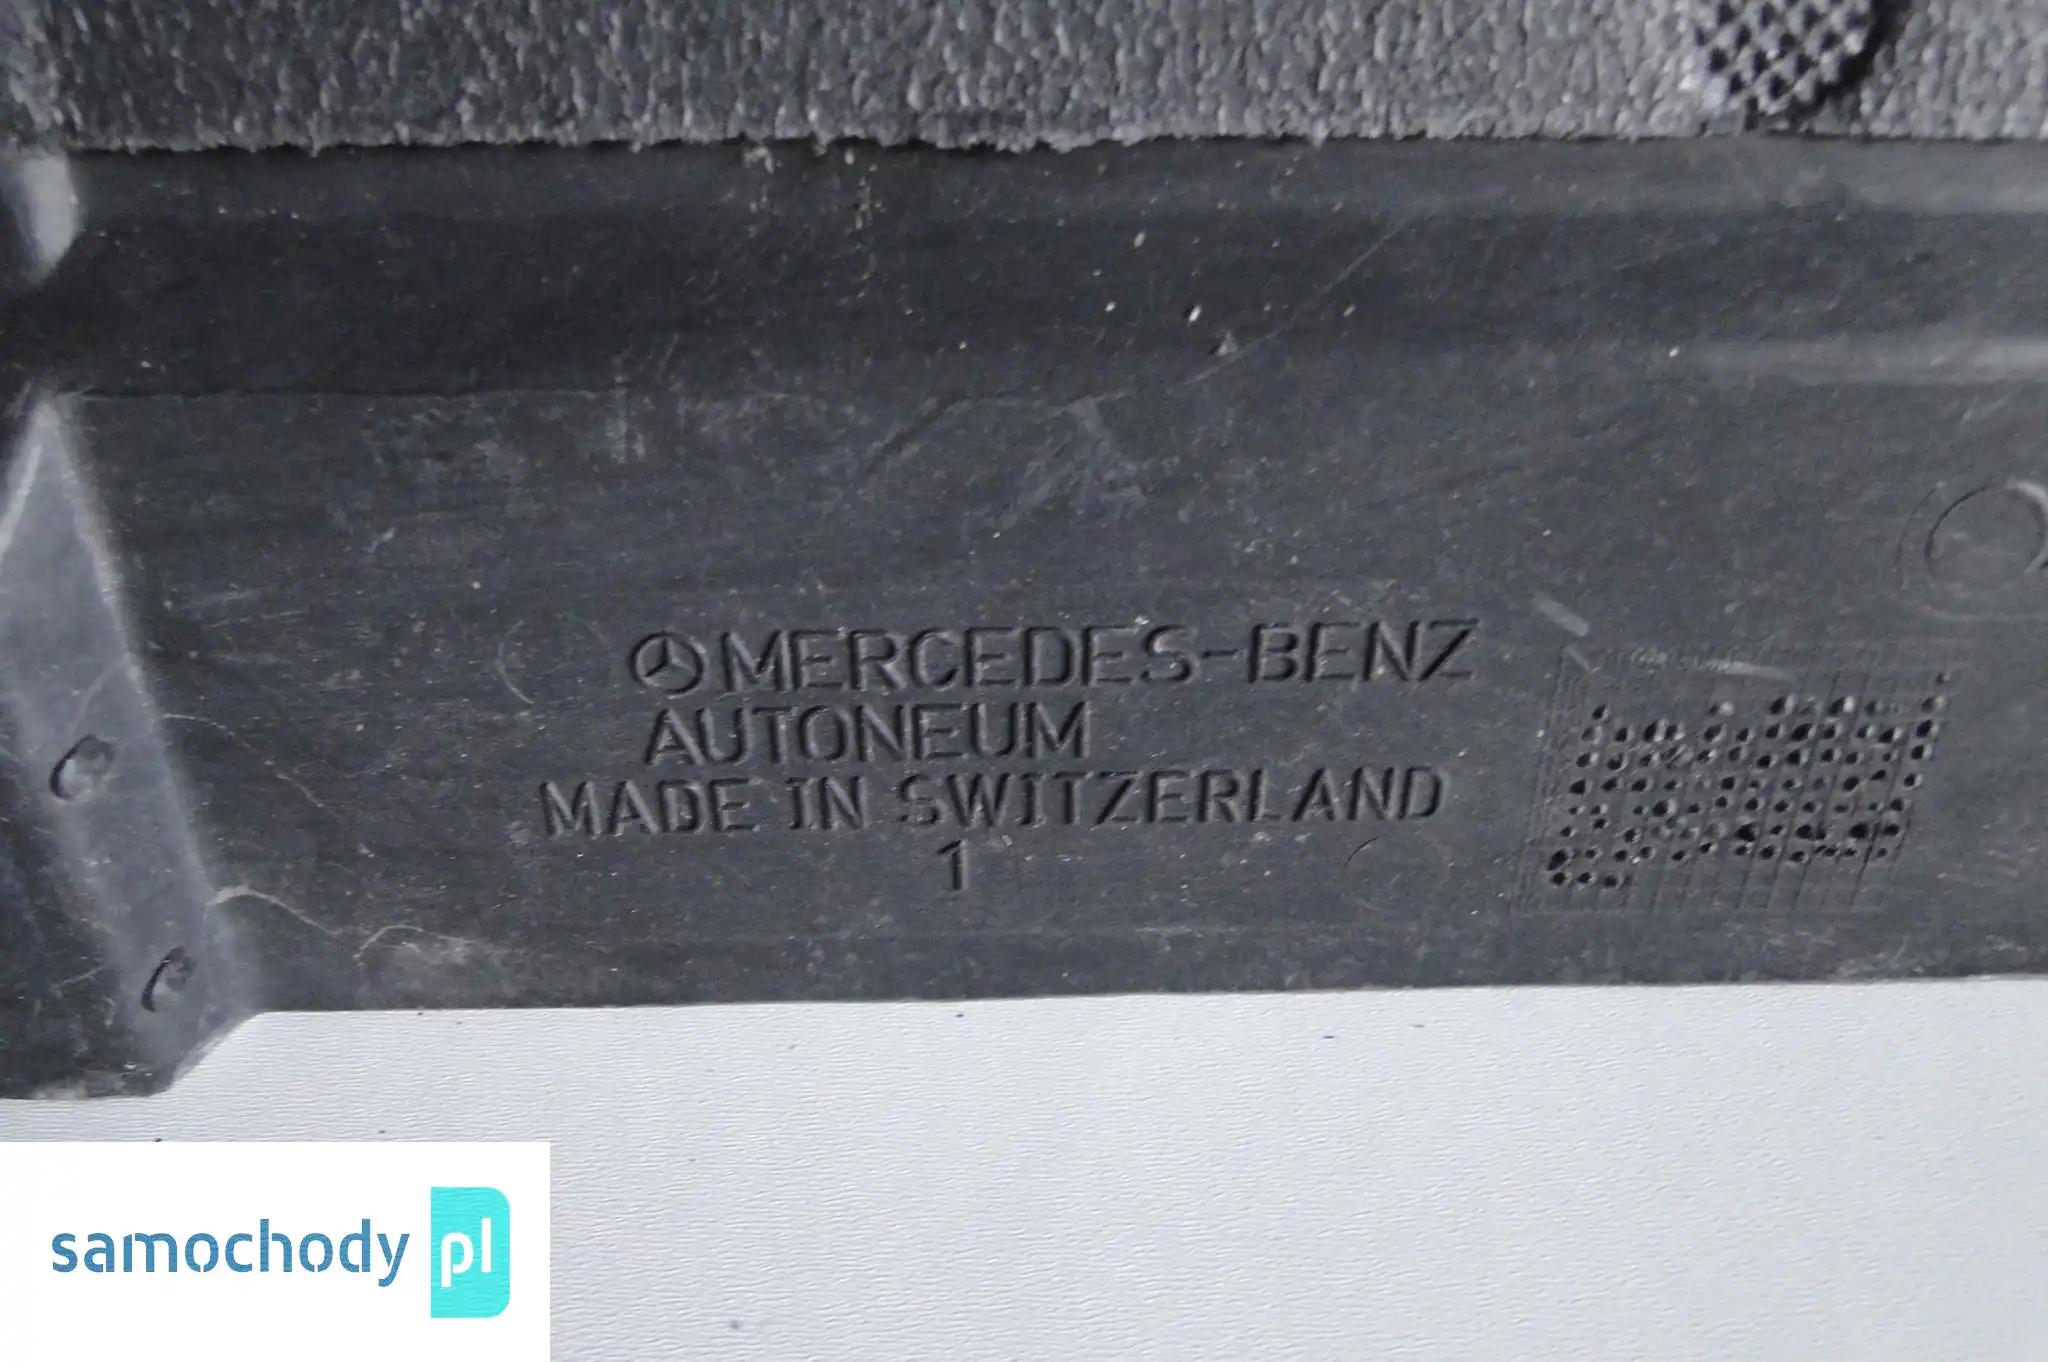 MERCEDES-BENZ
AUTONEUM
MADE IN SWITZERLAND
1
samochody pl